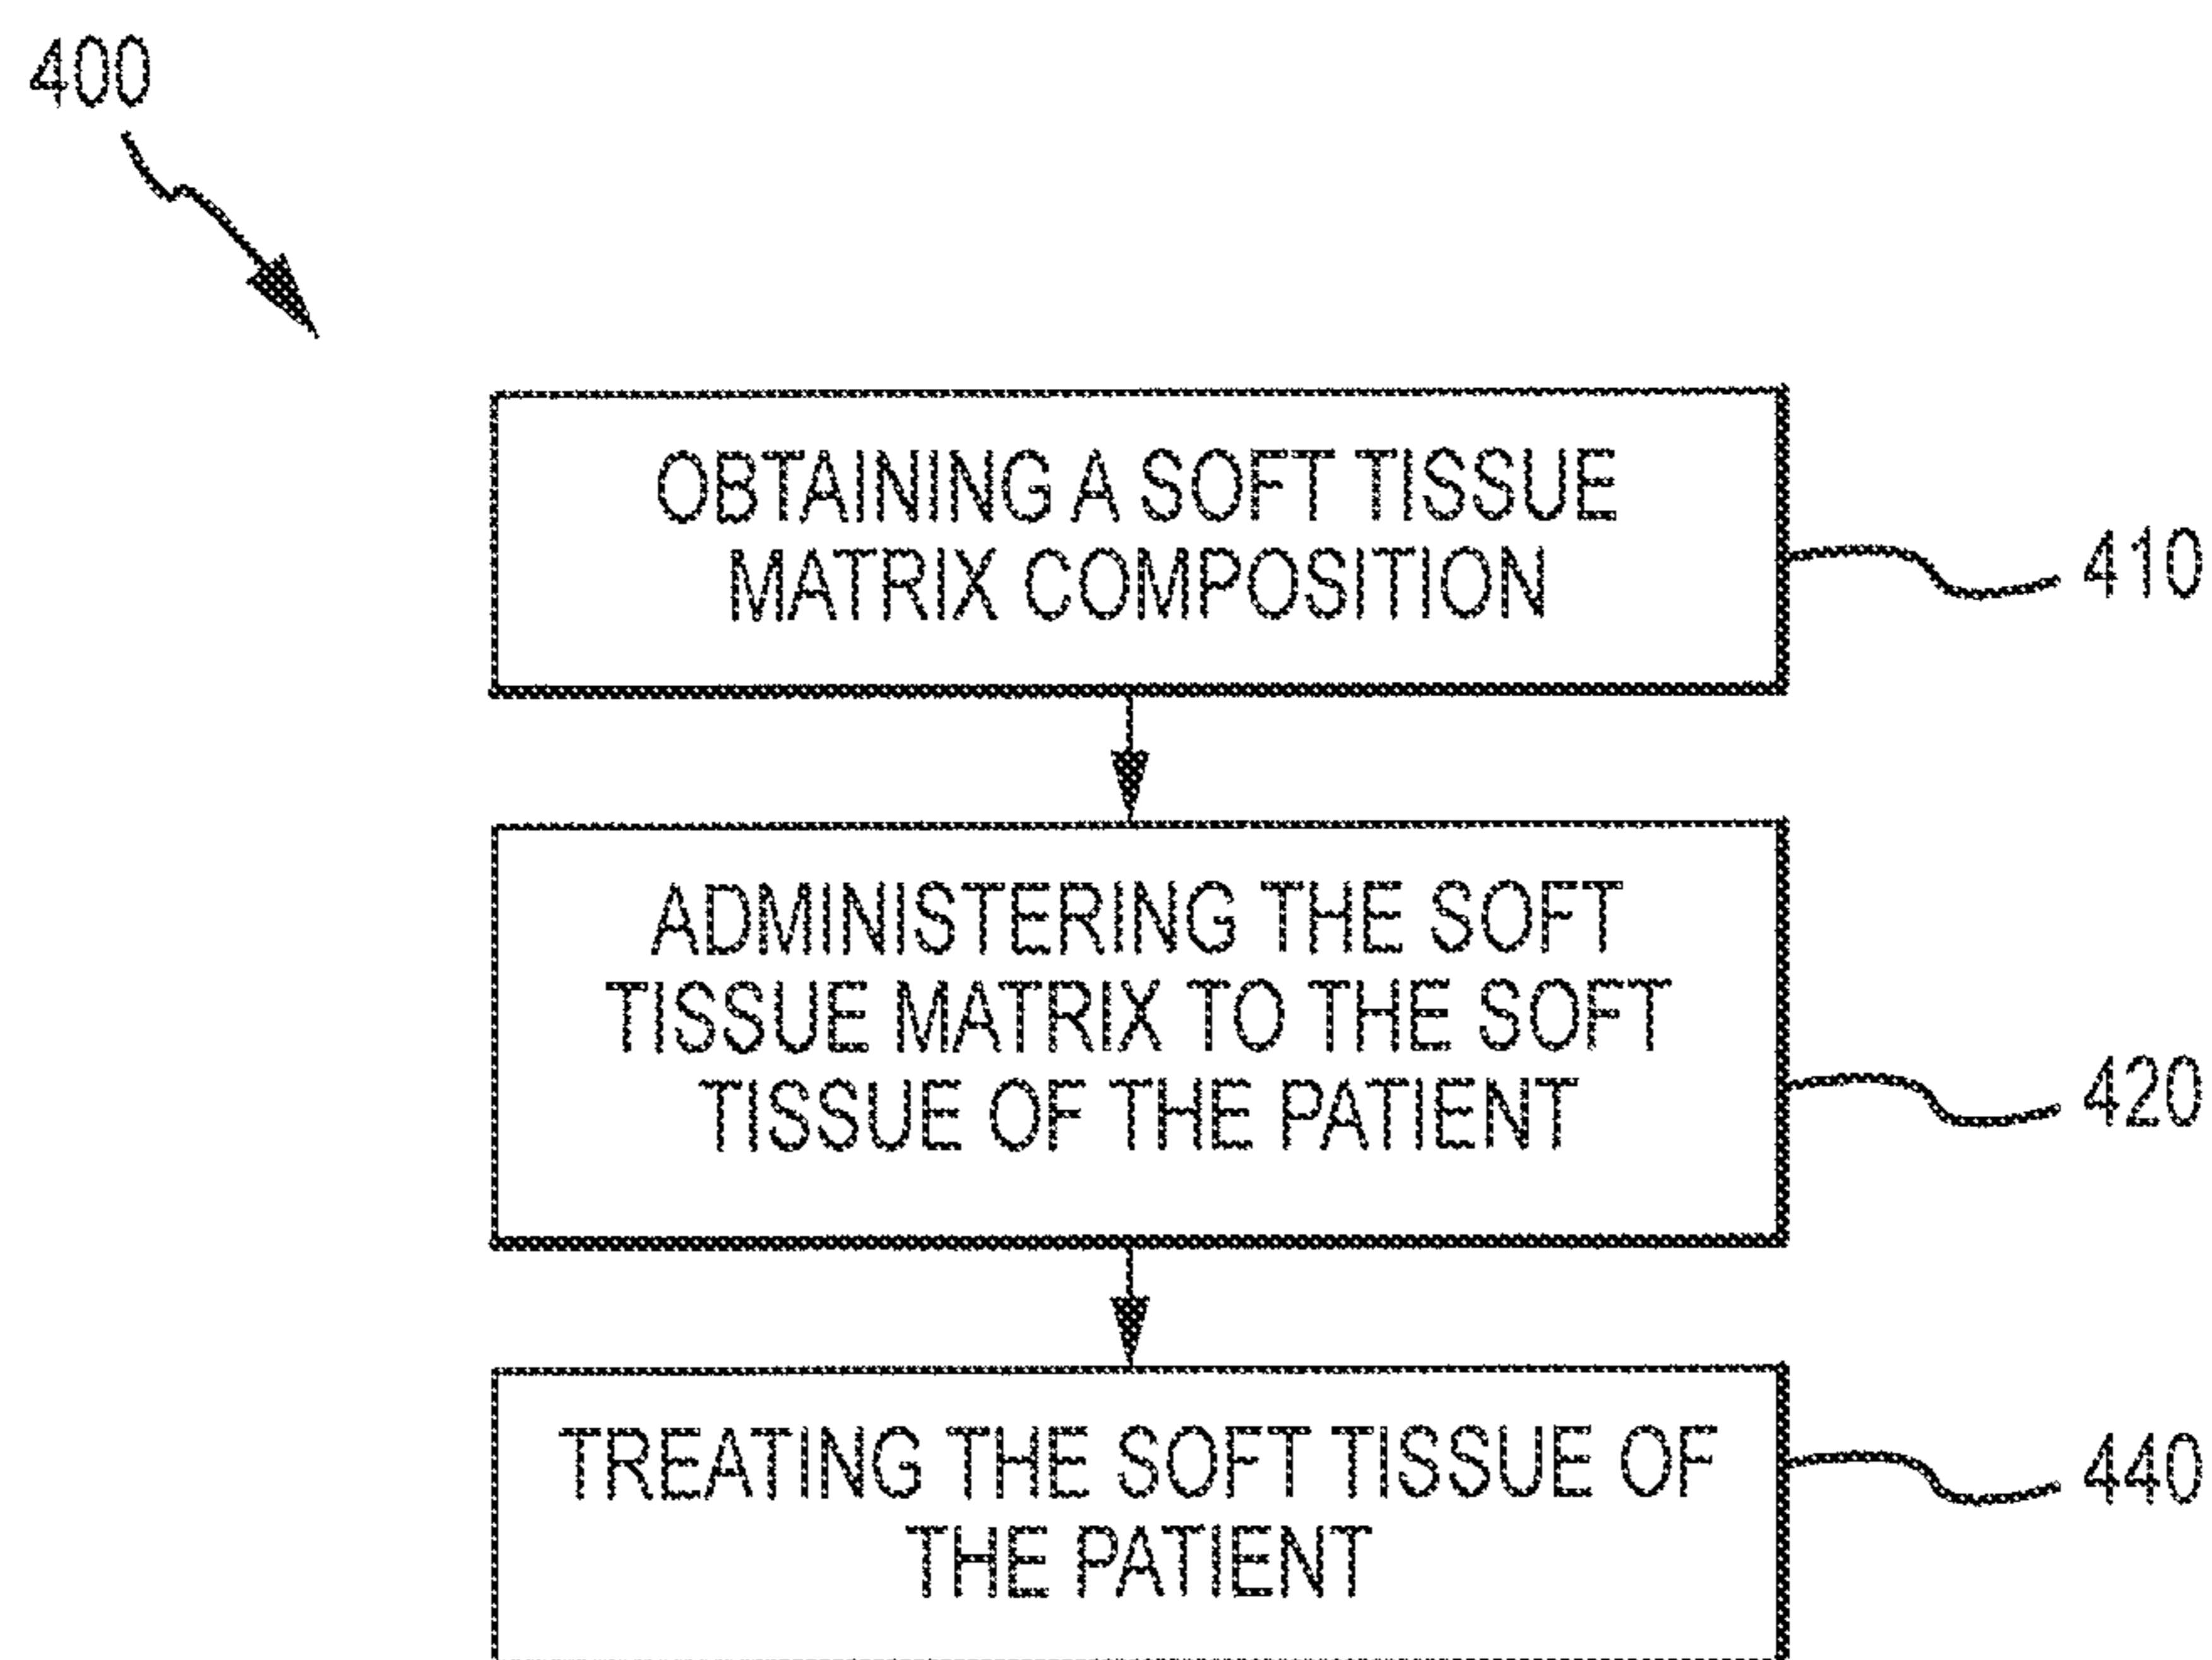 400
OBTAINING A SOFT TISSUE
MATRIX COMPOSITION
410
ADMINISTERING THE SOFT
TISSUE MATRIX TO THE SOFT
TISSUE OF THE PATIENT
420
TREATING THE SOFT TISSUE OF
THE PATIENT
440